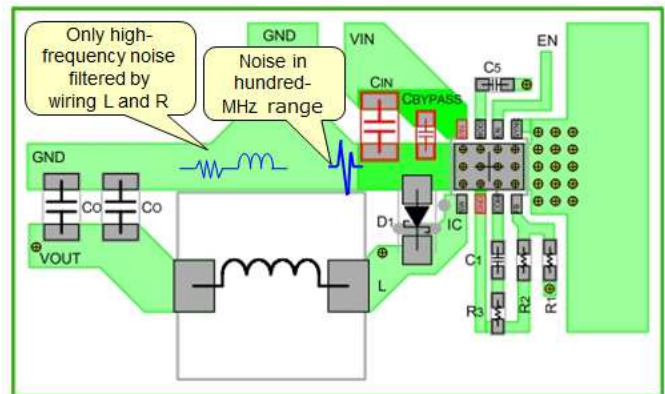 Only high-
frequency noise
filtered by
wiring L and R
GND
Noise in
hundred-
MHz range
VIN
EN
C5
CIN
CBYPASS
GND
CO
CO
D1
IC
VOUT
L
C1
R3
R2
R1